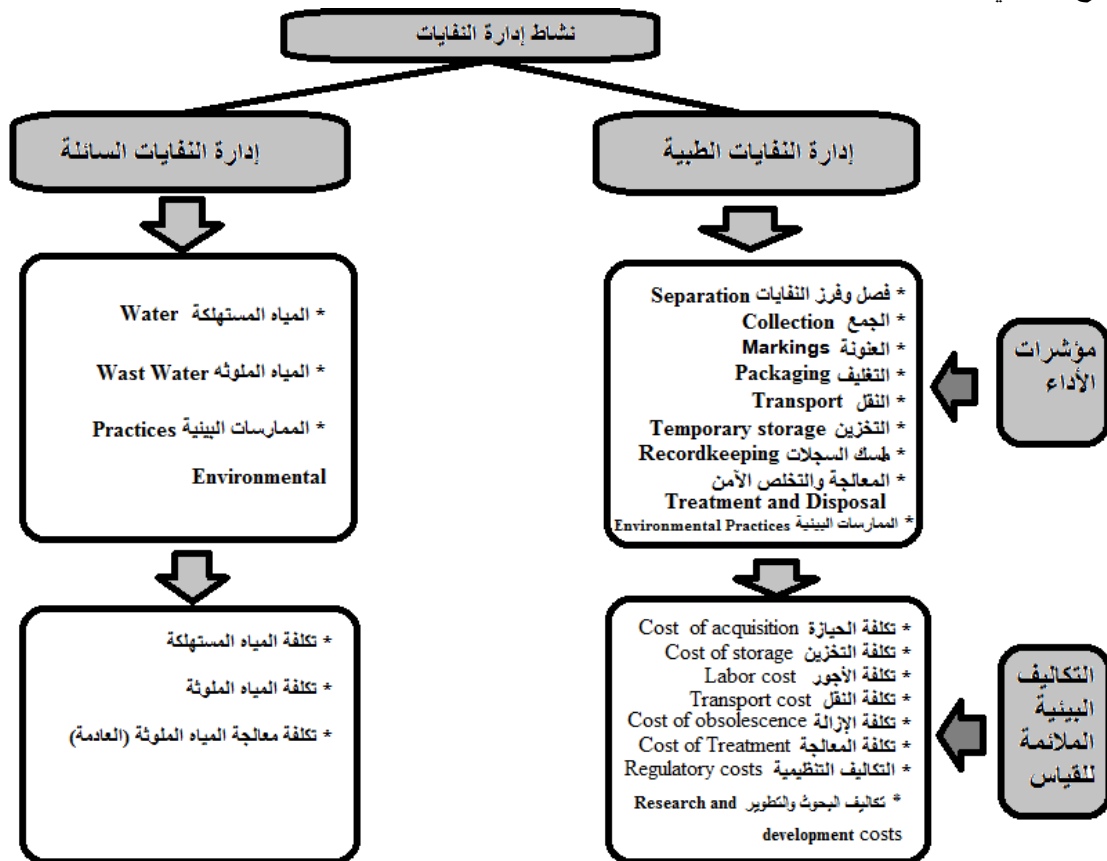 نشاط إدارة النفايات
إدارة النفايات الطبية
إدارة النفايات السائلة
* فصل وفرز النفايات Separation
* الجمع Collection
* العنونة Markings
* التغليف Packaging
* النقل Transport
* التخزين Temporary storage
* طسك السجلات Recordkeeping
* المعالجة والتخلص الآمن
Treatment and Disposal
* الممارسات البيئية Environmental Practices
* المياه المستهلكة Water
* المياه الملوثه Wast Water
* الممارسات البيئية Practices
Environmental
مؤشرات
الأداء
* تكلفة الحيازة Cost of acquisition
* تكلفة التخزين Cost of storage
* تكلفة الأجور Labor cost
* تكلفة النقل Transport cost
* تكلفة الإزالة Cost of obsolescence
* تكلفة المعالجة Cost of Treatment
* التكاليف التنظيمية Regulatory costs
* تكاليف البحوث والتطوير Research and
development costs
* تكلفة المياه المستهلكة
* تكلفة المياه الملوثة
* تكلفة معالجة المياه الملوثة (العادمة)
التكاليف
البيئية
الملائمة
للقياس